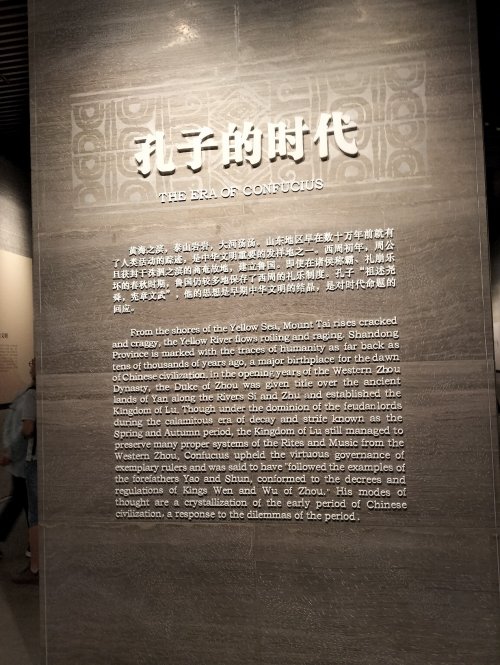 孔子的时代
THE ERA OF CONFUCIUS
黄海之滨，泰山岩岩，大河荡荡。山东地区早在数十万年前就有
了人类活动的踪迹，是中华文明重要的发祥地之一。西周初年，周公
旦被封于洙泗之滨的商奄故地，建立鲁国。即使在诸侯称霸、礼崩乐
坏的春秋时期，鲁国仍较多地保存了西周的礼乐制度。孔子“祖述尧
舜，宪章文武”，他的思想是早期中华文明的结晶，是对时代命题的
回应。
From the shores of the Yellow Sea, Mount Tai rises cracked
and craggy, the Yellow River flows roiling and raging. Shandong
Province is marked with the traces of humanity as far back as
tens of thousands of years ago, a major birthplace for the dawn
of Chinese civilization. in the opening years of the Western Zhou
Dynasty, the Duke of Zhou was given title over the ancient
lands of Yan along the Rivers Si and Zhu and established the
Kingdom of Lu. Though under the dominion of the feudanlords
during the calamitous era of decay and strife known as the
Spring and Autumn period, the Kingdom of Lu still managed to
preserve many proper systems of the Rites and Music from the
Western Zhou, Confucius upheld the virtuous governance of
exemplary rulers and was said to have "followed the examples of
the forefathers Yao and Shun, conformed to the decrees and
regulations of Kings Wen and Wu of Zhou." His modes of
thought are a crystallization of the early period of Chinese
civilization, a response to the dilemmas of the period.